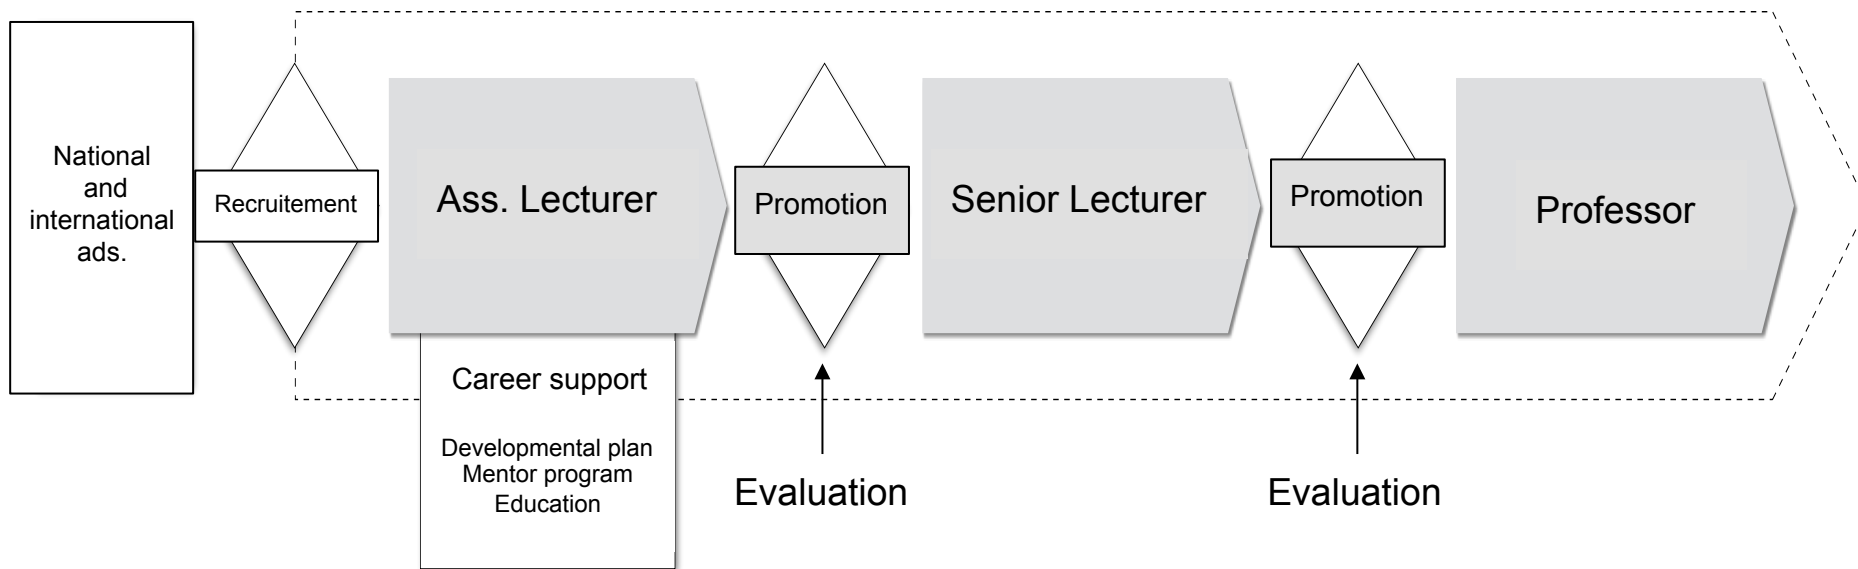 National
and
international
ads.
Recruitement
Ass. Lecturer
Promotion
Senior Lecturer
Promotion
Professor
Career support
Developmental plan
Mentor program
Education
Evaluation
Evaluation